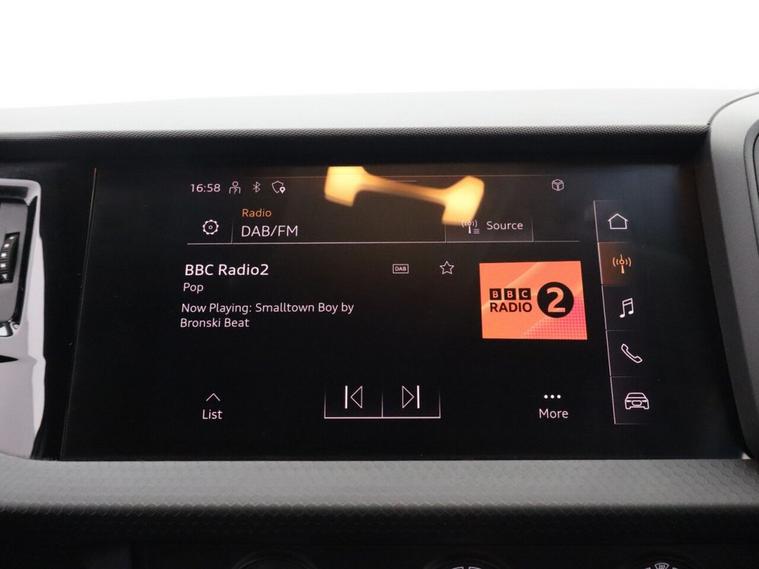 16:58
Radio
DAB/FM
Source
BBC Radio2
DAB
Pop
Now Playing: Smalltown Boy by
Bronski Beat
BBC
RADIO 2
List
More